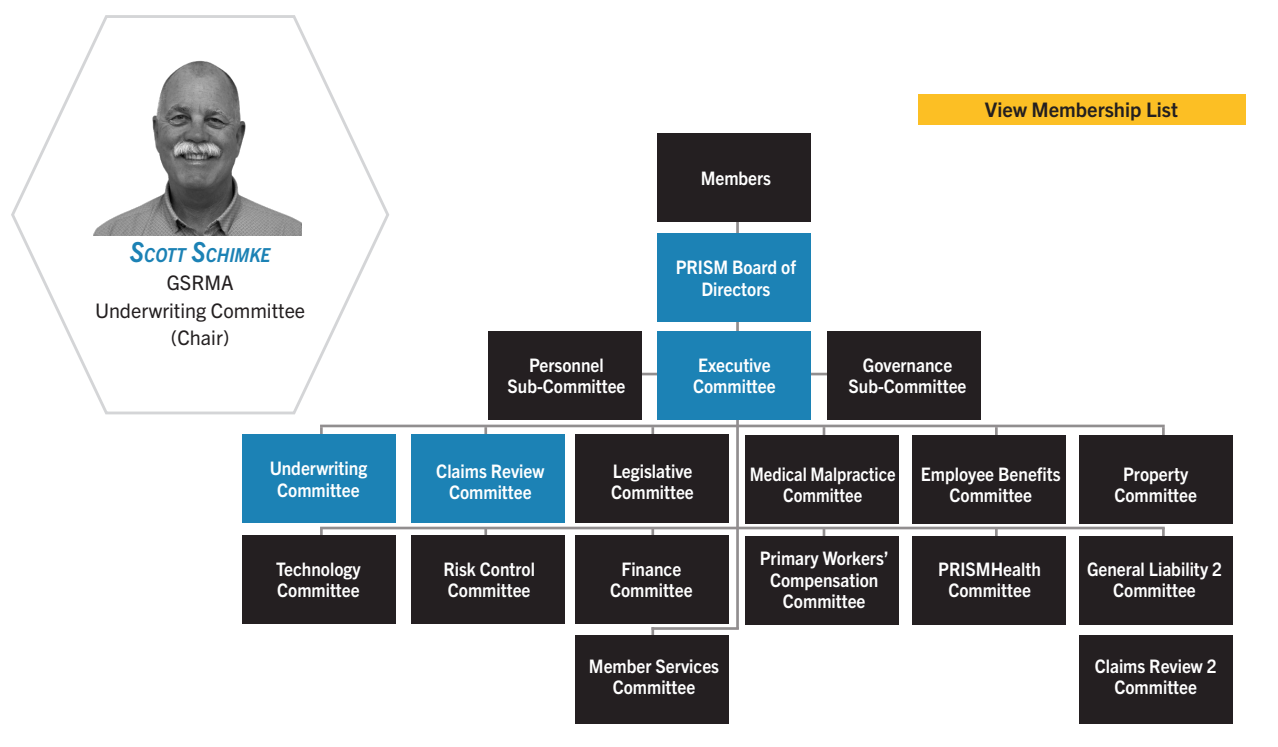 SCOTT SCHIMKE
GSRMA
Underwriting Committee
(Chair)
View Membership List
Members
PRISM Board of
Directors
Personnel
Sub-Committee
Executive
Committee
Governance
Sub-Committee
Underwriting
Committee
Claims Review
Committee
Legislative
Committee
Medical Malpractice
Committee
Employee Benefits
Committee
Property
Committee
Technology
Committee
Risk Control
Committee
Finance
Committee
Primary Workers’
Compensation
Committee
PRISMHealth
Committee
General Liability 2
Committee
Member Services
Committee
Claims Review 2
Committee